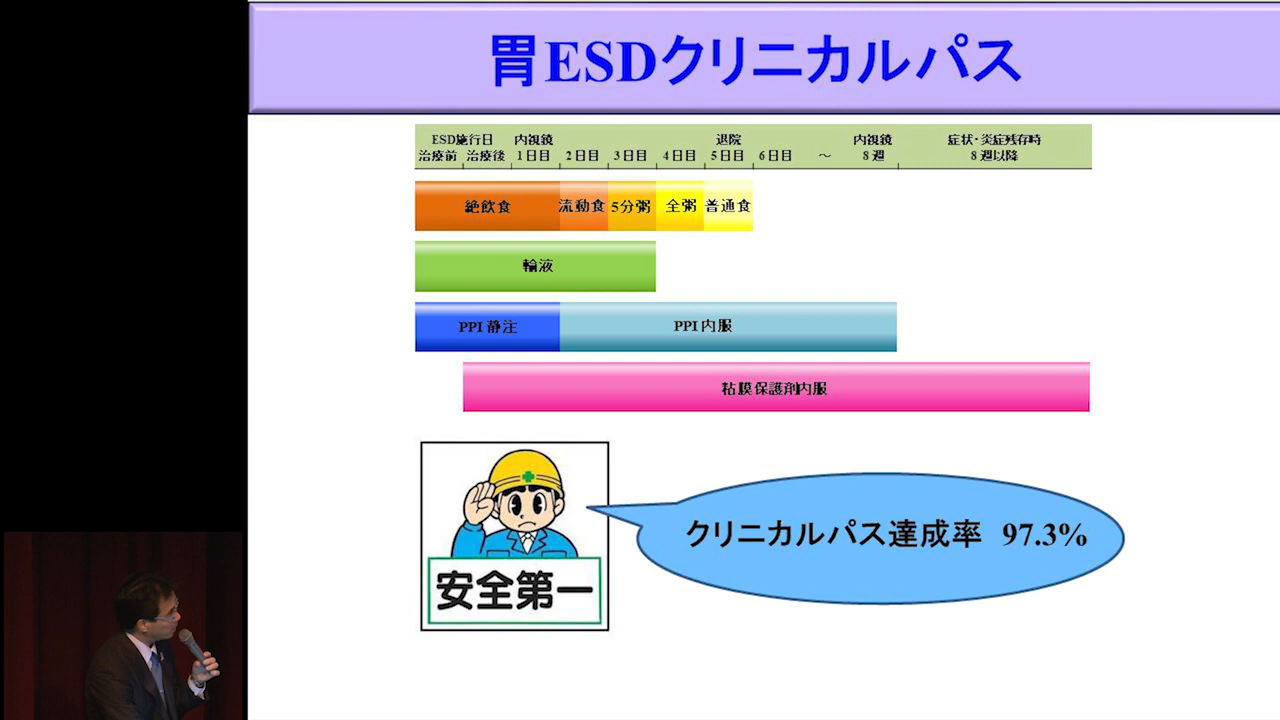 胃ESDクリニカルパス
ESD施行日 内視鏡 退院 内視鏡 症状・炎症残存時
治療前 治療後 1日目 2日目 3日目 4日目 5日目 6日目 ～ 8週 8週以降
絶飲食 流動食 5分粥 全粥 普通食
輸液
PPI静注 PPI内服
粘膜保護剤内服
クリニカルパス達成率 97.3%
安全第一